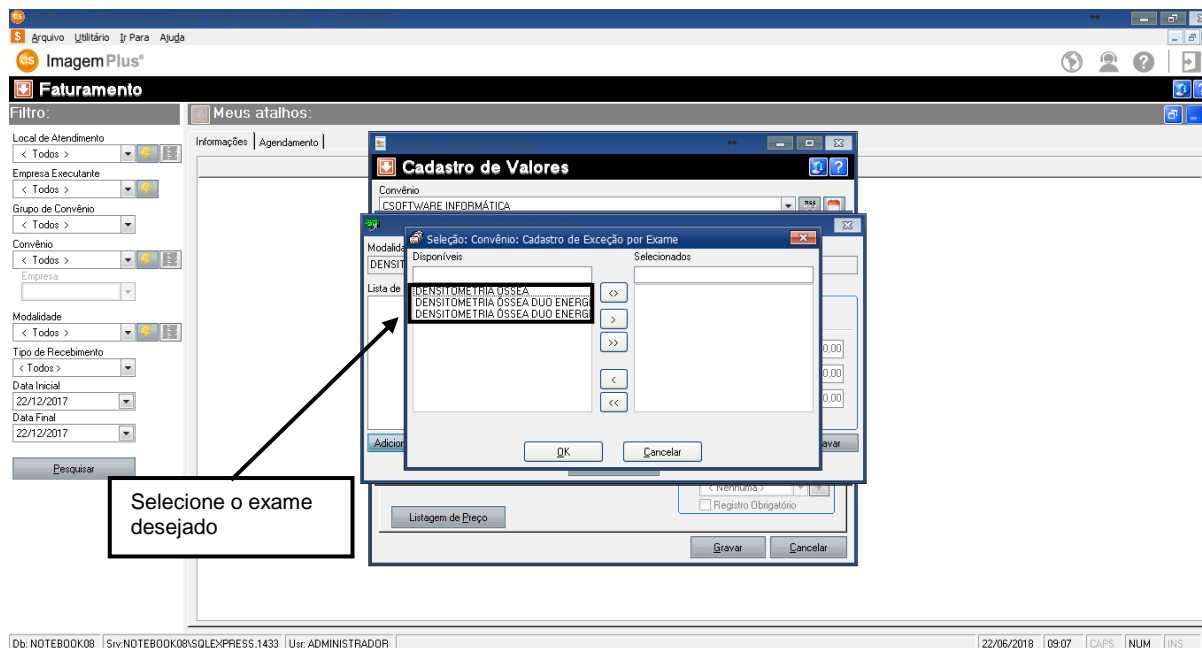 Arquivo Utilitário Ir Para Ajuda
ImagemPlus®
Faturamento
Filtro:
Meus atalhos:
Local de Atendimento
< Todos >
Empresa Executante
< Todos >
Grupo de Convênio
< Todos >
Convênio
< Todos >
Empresa
Modalidade
< Todos >
Tipo de Recebimento
< Todos >
Data Inicial
22/12/2017
Data Final
22/12/2017
Pesquisar
Informações Agendamento
Cadastro de Valores
Convênio
CSOFTWARE INFORMÁTICA
Modalida
DENSIT
Lista de
Seleção: Convênio: Cadastro de Exceção por Exame
Disponíveis Selecionados
DENSITOMETRIA ÓSSEA
DENSITOMETRIA ÓSSEA DUO ENERG
DENSITOMETRIA ÓSSEA DUO ENERG
<>
>
>>
<
<<
0,00
0,00
0,00
OK Cancelar
Adicion avar
< Nenhuma >
Registro Obrigatório
Listagem de Preço
Gravar Cancelar
Selecione o exame
desejado
Db: NOTEBOOK08 Srv:NOTEBOOK08\SQLEXPRESS,1433 Usr: ADMINISTRADOR 22/06/2018 09:07 CAPS NUM INS